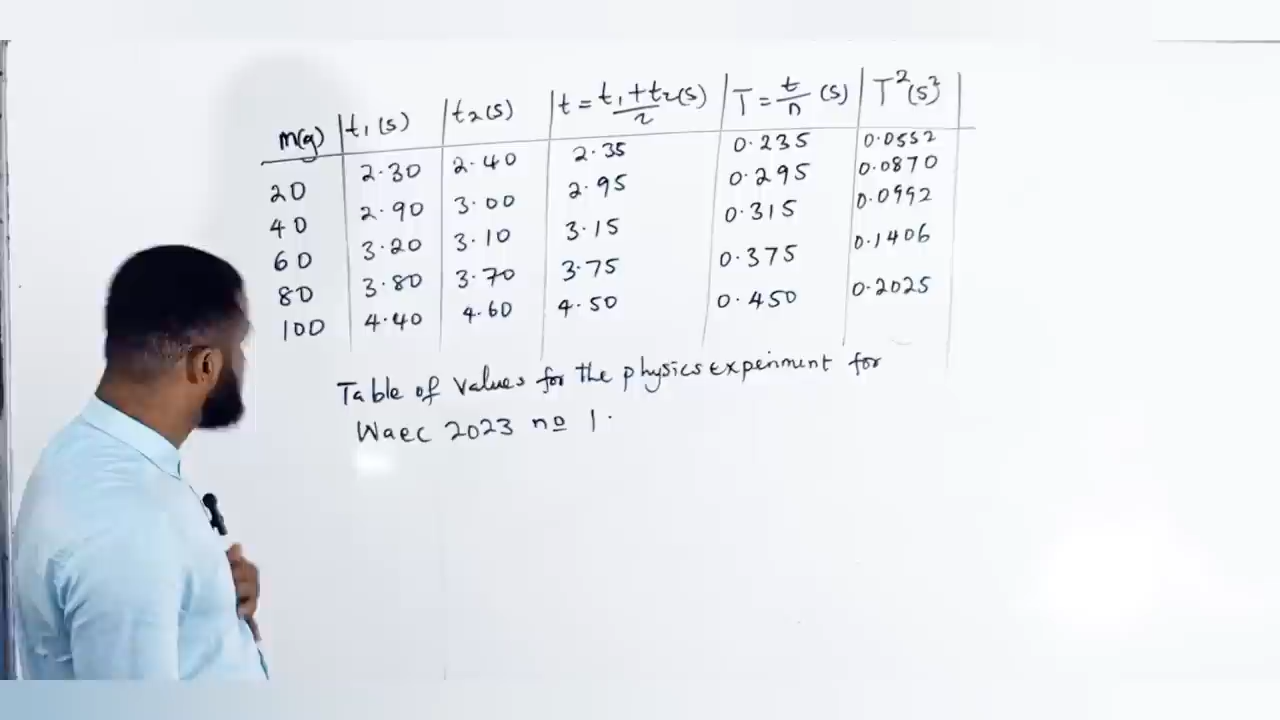 m(g) t₁(s) t₂(s) t = t₁+t₂(s)/2 T = t/n (s) T²(s²)
20 2.30 2.40 2.35 0.235 0.0552
40 2.90 3.00 2.95 0.295 0.0870
60 3.20 3.10 3.15 0.315 0.0992
80 3.80 3.70 3.75 0.375 0.1406
100 4.40 4.60 4.50 0.450 0.2025
Table of values for the physics experiment for
Waec 2023 no 1.